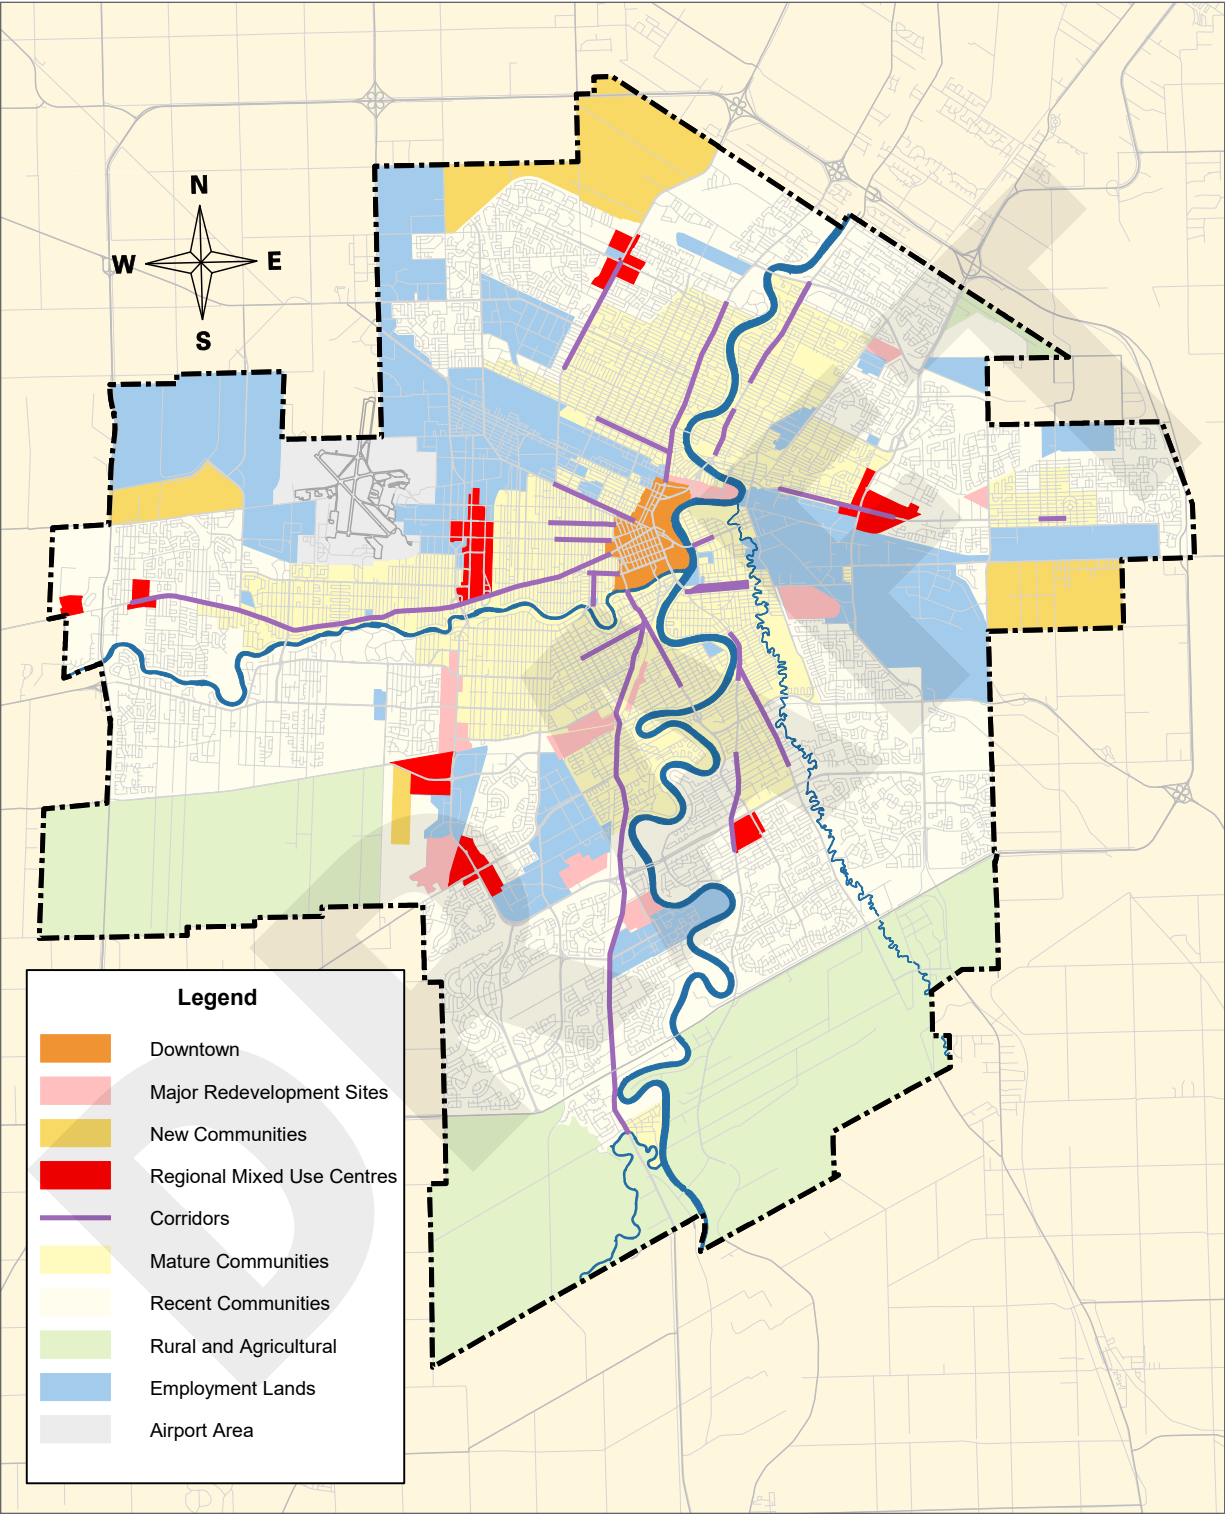 N
W E
S
Legend
Downtown
Major Redevelopment Sites
New Communities
Regional Mixed Use Centres
Corridors
Mature Communities
Recent Communities
Rural and Agricultural
Employment Lands
Airport Area
DRAFT